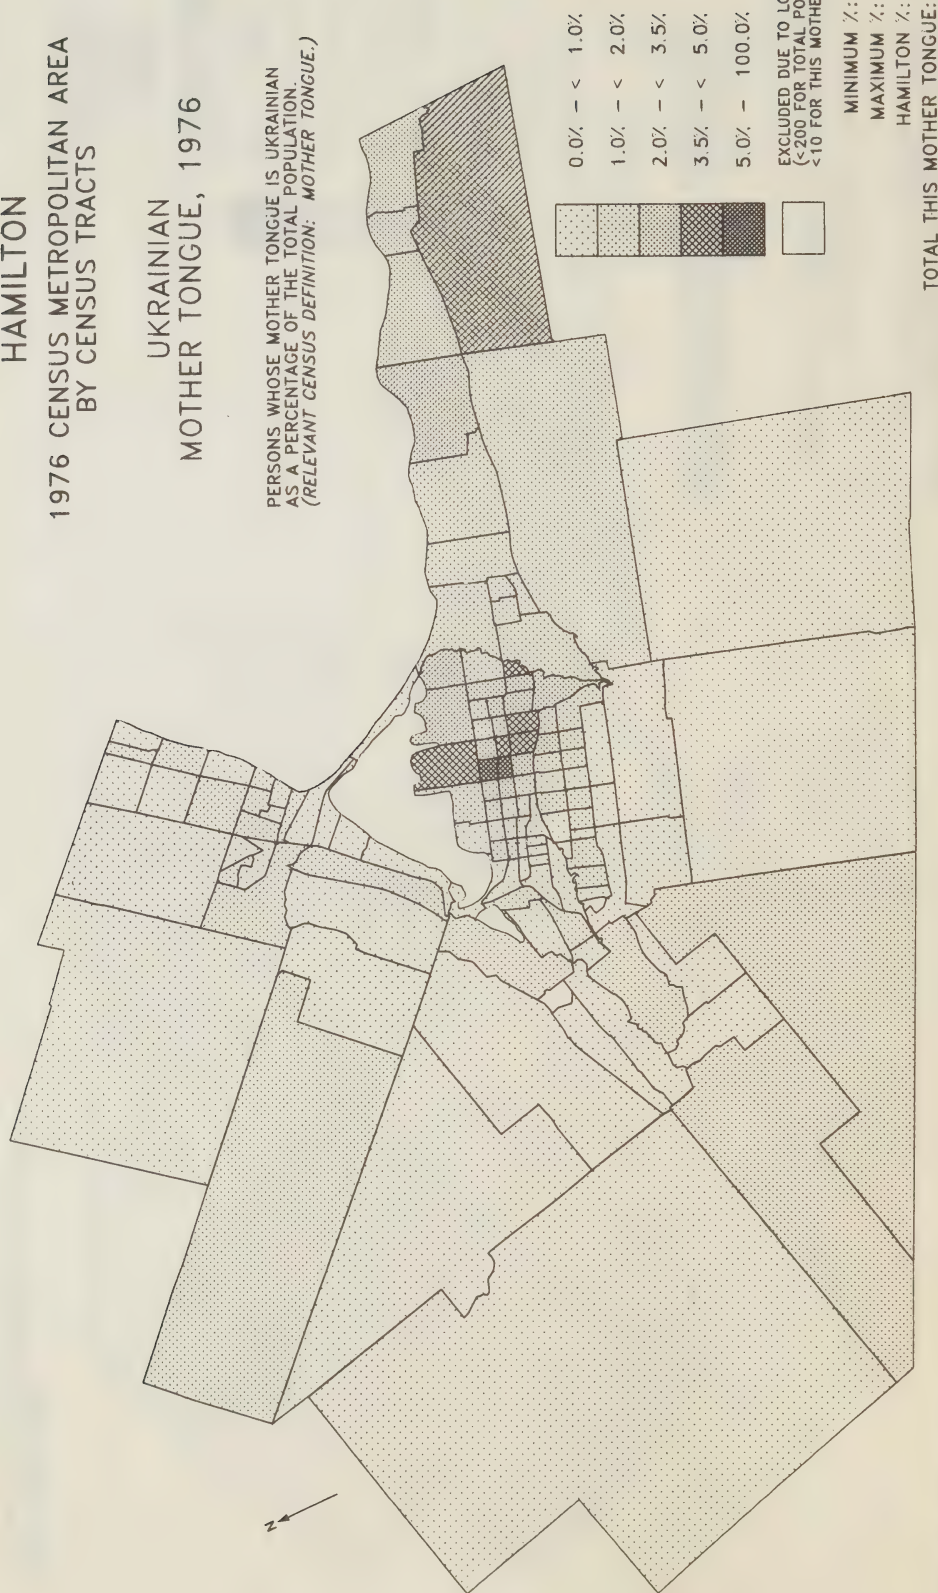 HAMILTON
1976 CENSUS METROPOLITAN AREA
BY CENSUS TRACTS
UKRAINIAN
MOTHER TONGUE, 1976
PERSONS WHOSE MOTHER TONGUE IS UKRAINIAN
AS A PERCENTAGE OF THE TOTAL POPULATION.
(RELEVANT CENSUS DEFINITION: MOTHER TONGUE.)
0.0% - < 1.0%
1.0% - < 2.0%
2.0% - < 3.5%
3.5% - < 5.0%
5.0% - 100.0%
EXCLUDED DUE TO
(<200 FOR TOTAL
<10 FOR THIS
MINIMUM %:
MAXIMUM %:
HAMILTON %:
TOTAL THIS MOTHER TONGUE:
N